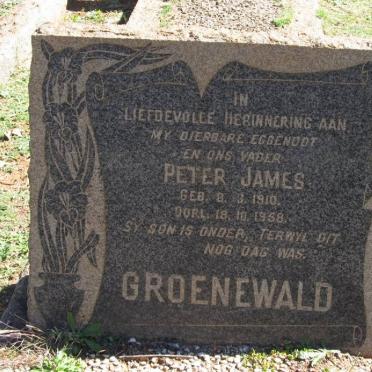 IN
LIEFDEVOLLE HERINNERING AAN
MY DIERBARE EGGENOOT
EN ONS VADER
PETER JAMES
GEB. 8. 3. 1910.
OORL. 18. 10. 1958.
SY SON IS ONDER, TERWYL DIT
NOG DAG WAS.
GROENEWALD